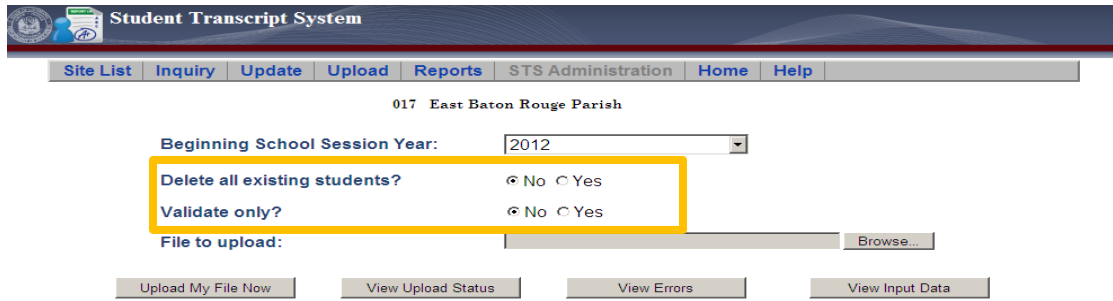 Student Transcript System
Site List Inquiry Update Upload Reports STS Administration Home Help
017 East Baton Rouge Parish
Beginning School Session Year: 2012
Delete all existing students? No Yes
Validate only? No Yes
File to upload: Browse...
Upload My File Now View Upload Status View Errors View Input Data